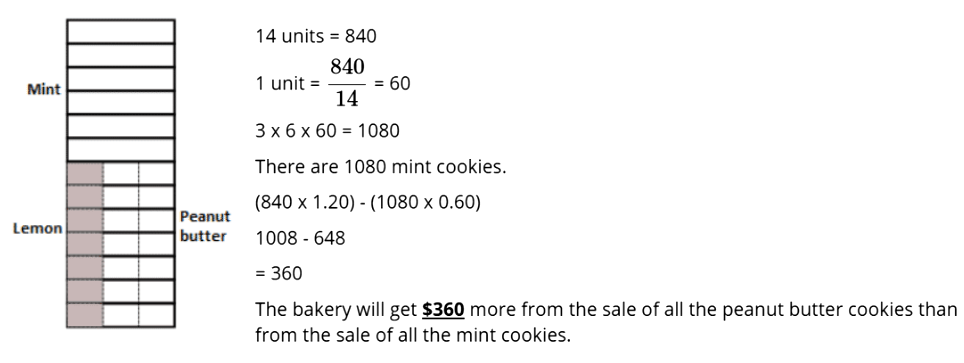 Mint
Lemon
Peanut
butter
14 units = 840
1 unit = 840/14 = 60
3 x 6 x 60 = 1080
There are 1080 mint cookies.
(840 x 1.20) - (1080 x 0.60)
1008 - 648
= 360
The bakery will get $360 more from the sale of all the peanut butter cookies than
from the sale of all the mint cookies.